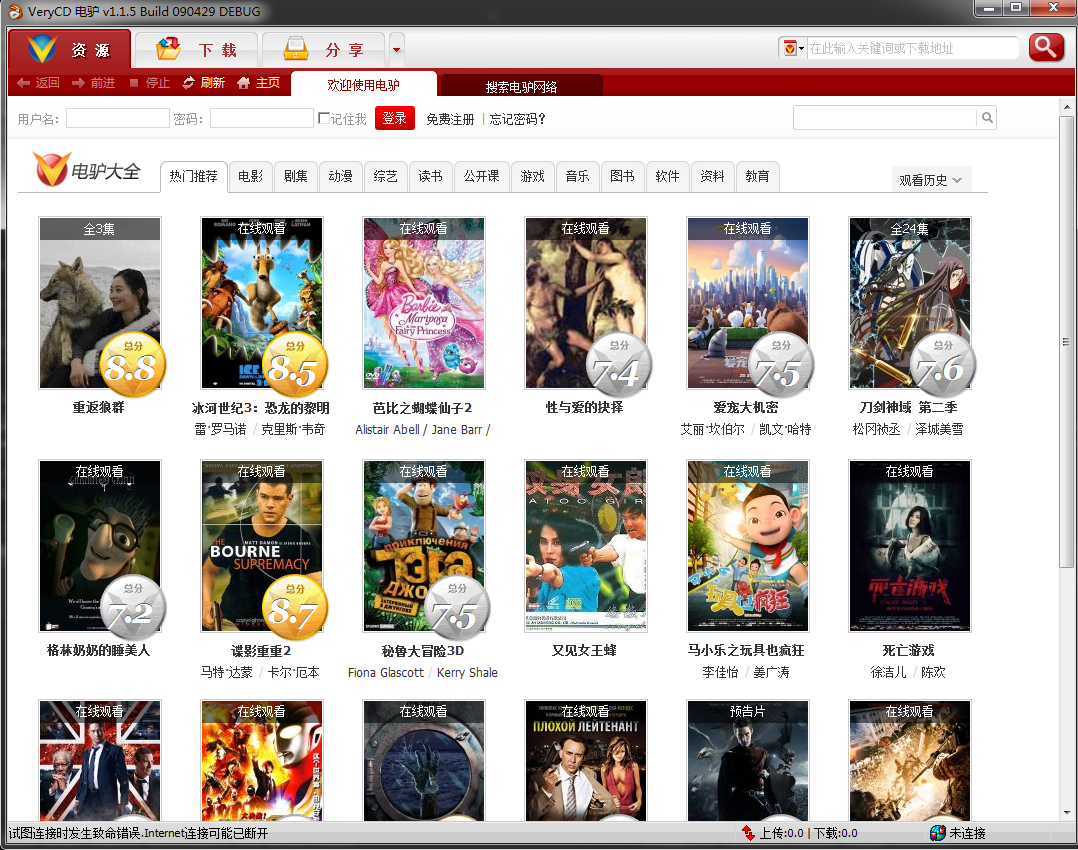 VeryCD 电驴 v1.1.5 Build 090429 DEBUG
资 源
下 载
分 享
在此输入关键词或下载地址
返回 前进 停止 刷新 主页 欢迎使用电驴 搜索电驴网络
用户名: 密码: 记住我 登录 免费注册 | 忘记密码?
电驴大全 热门推荐 电影 剧集 动漫 综艺 读书 公开课 游戏 音乐 图书 软件 资料 教育 观看历史
全3集 在线观看 在线观看 在线观看 在线观看 全24集
Barbie
Mariposa
Fairy Princess
DVD
ICE
总分 总分 总分 总分 总分
8.8 8.5 7.4 7.5 7.6
重返狼群 冰河世纪3：恐龙的黎明 芭比之蝴蝶仙子2 性与爱的抉择 爱宠大机密 刀剑神域 第二季
雷·罗马诺 / 克里斯·韦奇 Alistair Abell / Jane Barr / 艾丽·坎伯尔 / 凯文·哈特 松冈祯丞 / 泽城美雪
在线观看 在线观看 在线观看 在线观看 在线观看 在线观看
MATT DAMON
THE
BOURNE
SUPREMACY
ПРИКЛЮЧЕНИЯ
ТЭДА
ДЖО
死亡游戏
总分 总分 总分
7.2 8.7 7.5
格林奶奶的睡美人 谍影重重2 秘鲁大冒险3D 又见女王蜂 马小乐之玩具也疯狂 死亡游戏
马特·达蒙 / 卡尔·厄本 Fiona Glascott / Kerry Shale 李佳怡 / 姜广涛 徐洁儿 / 陈欢
在线观看 在线观看 在线观看 在线观看 预告片 在线观看
ПЛОХОЙ ЛЕЙТЕНАНТ
试图连接时发生致命错误.Internet连接可能已断开 上传:0.0 | 下载:0.0 未连接